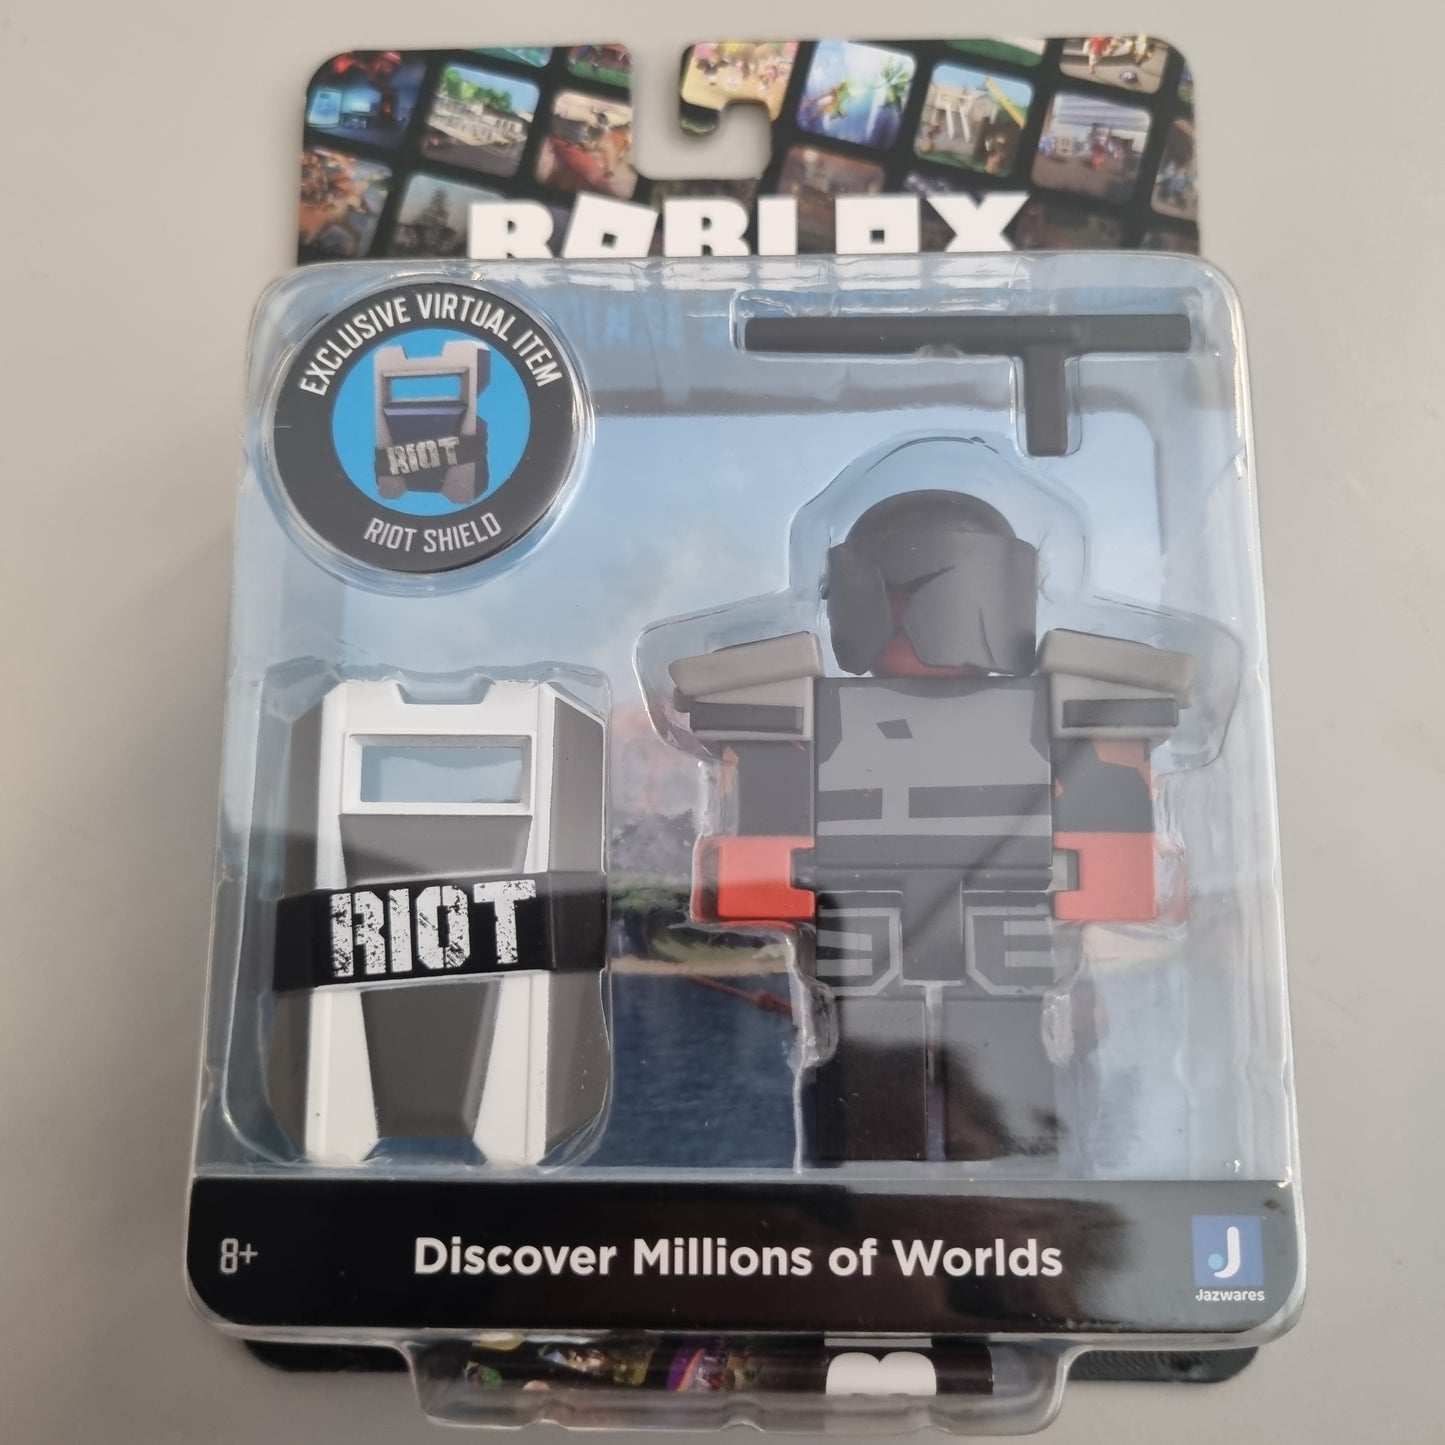 ROBLOX
EXCLUSIVE VIRTUAL ITEM
RIOT
RIOT SHIELD
RIOT
8+
Discover Millions of Worlds
J
Jazwares